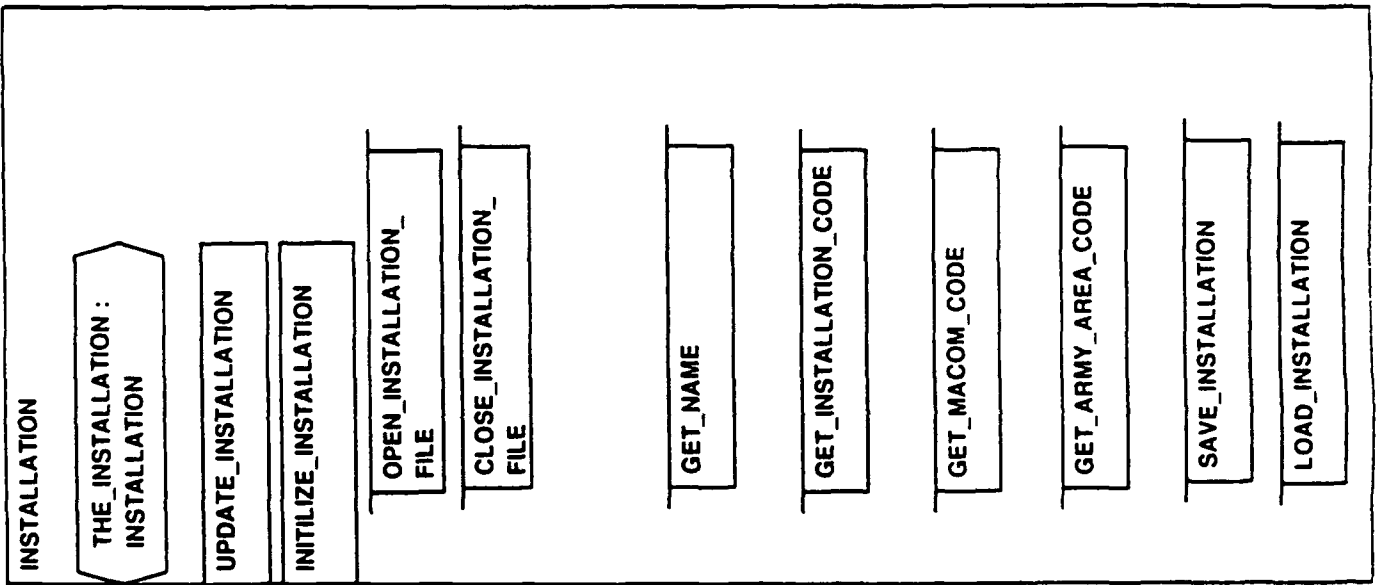 INSTALLATION
THE_INSTALLATION :
INSTALLATION
UPDATE_INSTALLATION
INITILIZE_INSTALLATION
OPEN_INSTALLATION_
FILE
CLOSE_INSTALLATION_
FILE
GET_NAME
GET_INSTALLATION_CODE
GET_MACOM_CODE
GET_ARMY_AREA_CODE
SAVE_INSTALLATION
LOAD_INSTALLATION